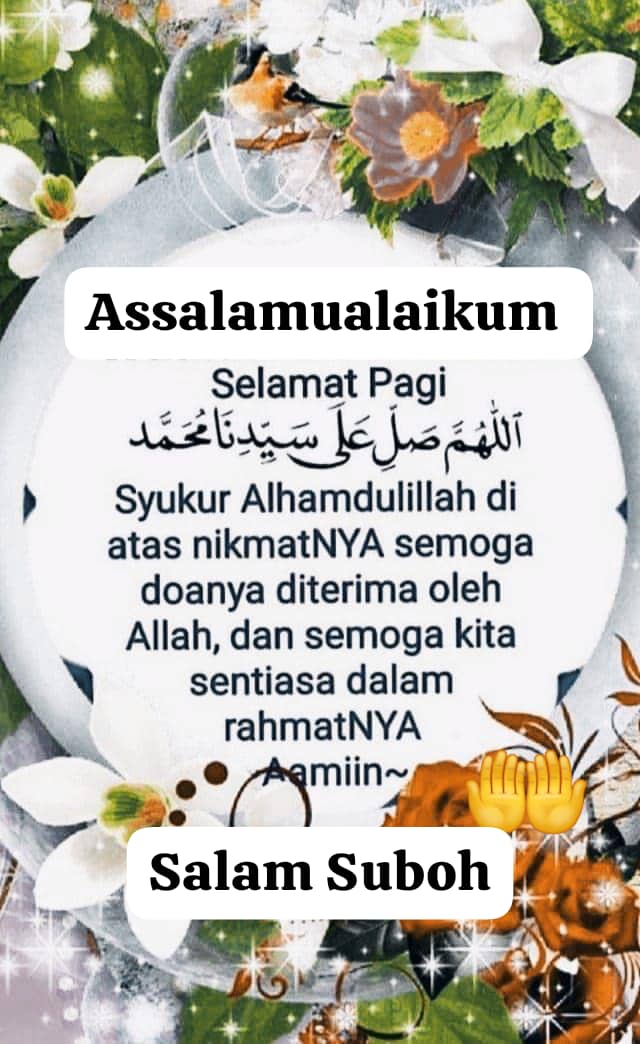 Assalamualaikum
Selamat Pagi
اَللّٰهُمَّ صَلِّ عَلَى سَيِّدِنَا مُحَمَّد
Syukur Alhamdulillah di
atas nikmatNYA semoga
doanya diterima oleh
Allah, dan semoga kita
sentiasa dalam
rahmatNYA
Aamiin~
Salam Suboh